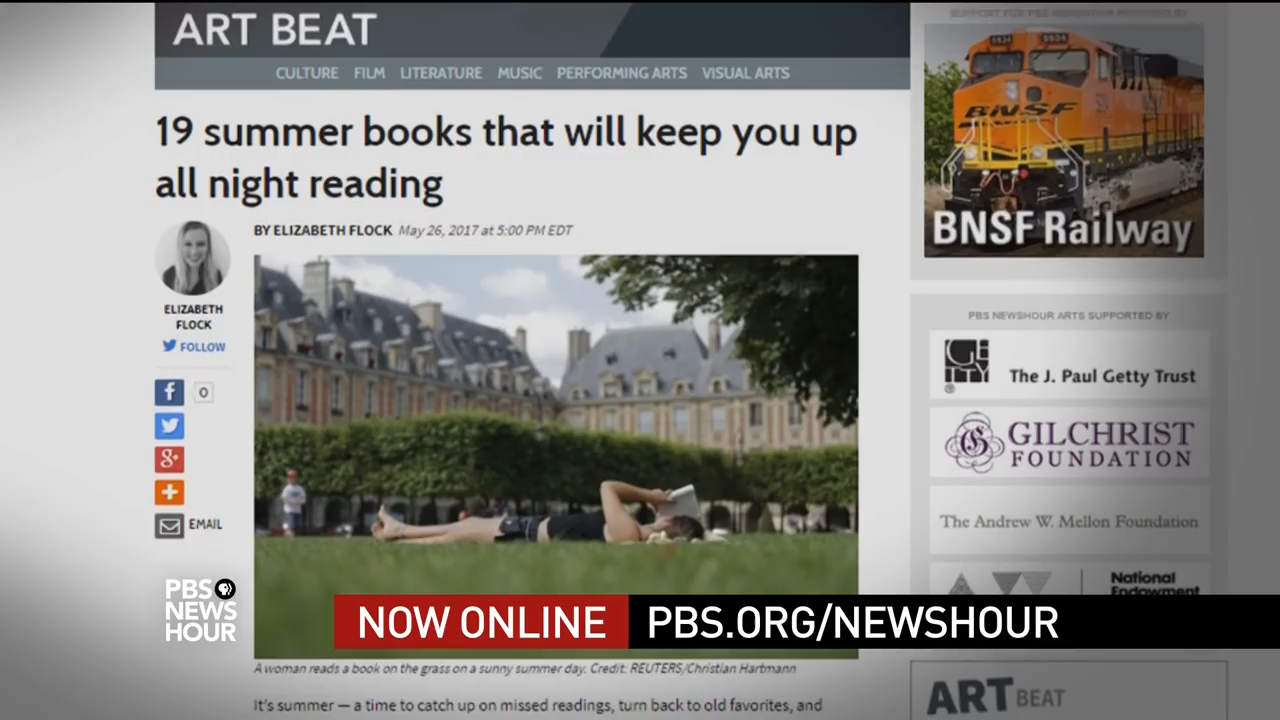 ART BEAT
CULTURE FILM LITERATURE MUSIC PERFORMING ARTS VISUAL ARTS
19 summer books that will keep you up
all night reading
BY ELIZABETH FLOCK May 26, 2017 at 5:00 PM EDT
ELIZABETH
FLOCK
FOLLOW
f 0
g+
EMAIL
A woman reads a book on the grass on a sunny summer day. Credit: REUTERS/Christian Hartmann
It's summer — a time to catch up on missed readings, turn back to old favorites, and
SUPPORT FOR PBS NEWSHOUR PROVIDED BY
5934 5934
BNSF
BNSF Railway
PBS NEWSHOUR ARTS SUPPORTED BY
GETTY
The J. Paul Getty Trust
GILCHRIST
FOUNDATION
The Andrew W. Mellon Foundation
National
Endowment
ART BEAT
PBS
NEWS
HOUR
NOW ONLINE PBS.ORG/NEWSHOUR